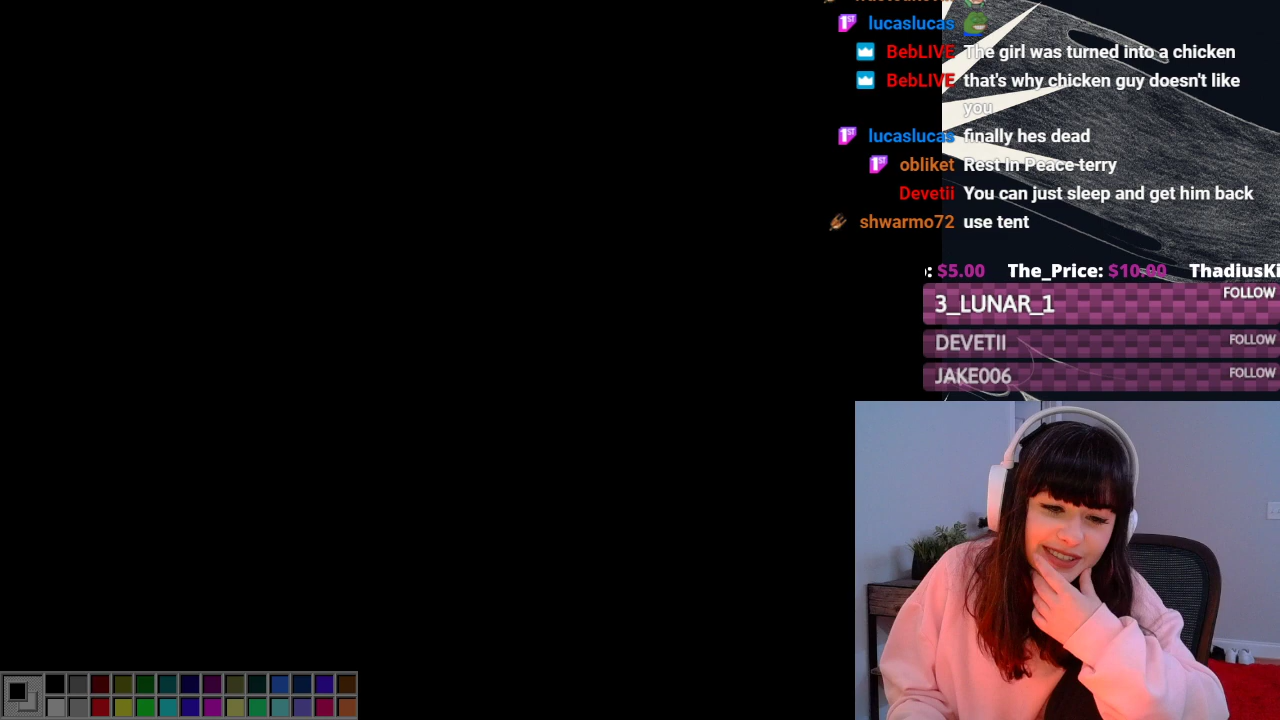 lucaslucas
BebLIVE The girl was turned into a chicken
BebLIVE that's why chicken guy doesn't like
you
lucaslucas finally hes dead
obliket Rest In Peace terry
Devetii You can just sleep and get him back
shwarmo72 use tent
: $5.00 The_Price: $10.00 ThadiusKi
3_LUNAR_1 FOLLOW
DEVETII FOLLOW
JAKE006 FOLLOW